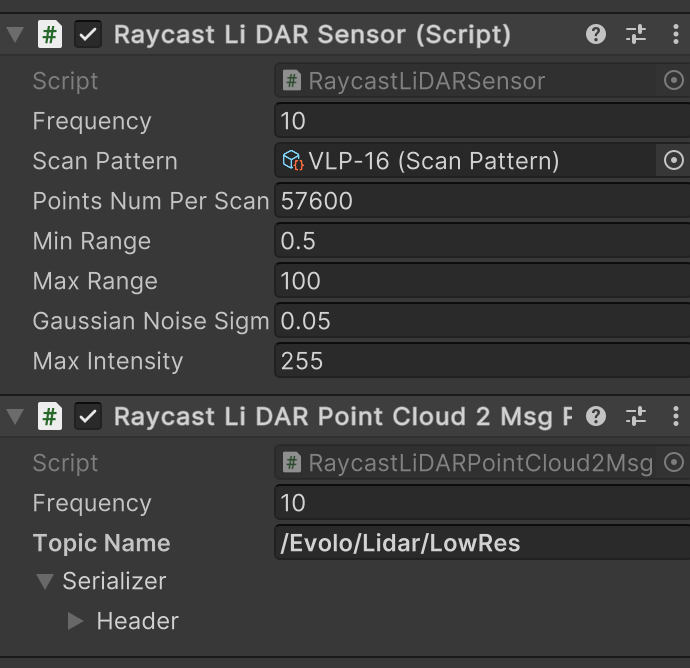 Raycast Li DAR Sensor (Script)
Script RaycastLiDARSensor
Frequency 10
Scan Pattern VLP-16 (Scan Pattern)
Points Num Per Scan 57600
Min Range 0.5
Max Range 100
Gaussian Noise Sigm 0.05
Max Intensity 255
Raycast Li DAR Point Cloud 2 Msg P
Script RaycastLiDARPointCloud2Msg
Frequency 10
Topic Name /Evolo/Lidar/LowRes
Serializer
Header